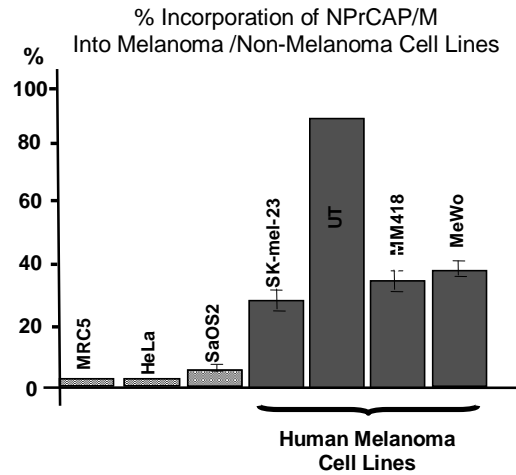 % Incorporation of NPrCAP/M
Into Melanoma /Non-Melanoma Cell Lines
%
100
80
60
40
20
0
MRC5
HeLa
SaOS2
SK-mel-23
MM418
MeWo
Human Melanoma
Cell Lines